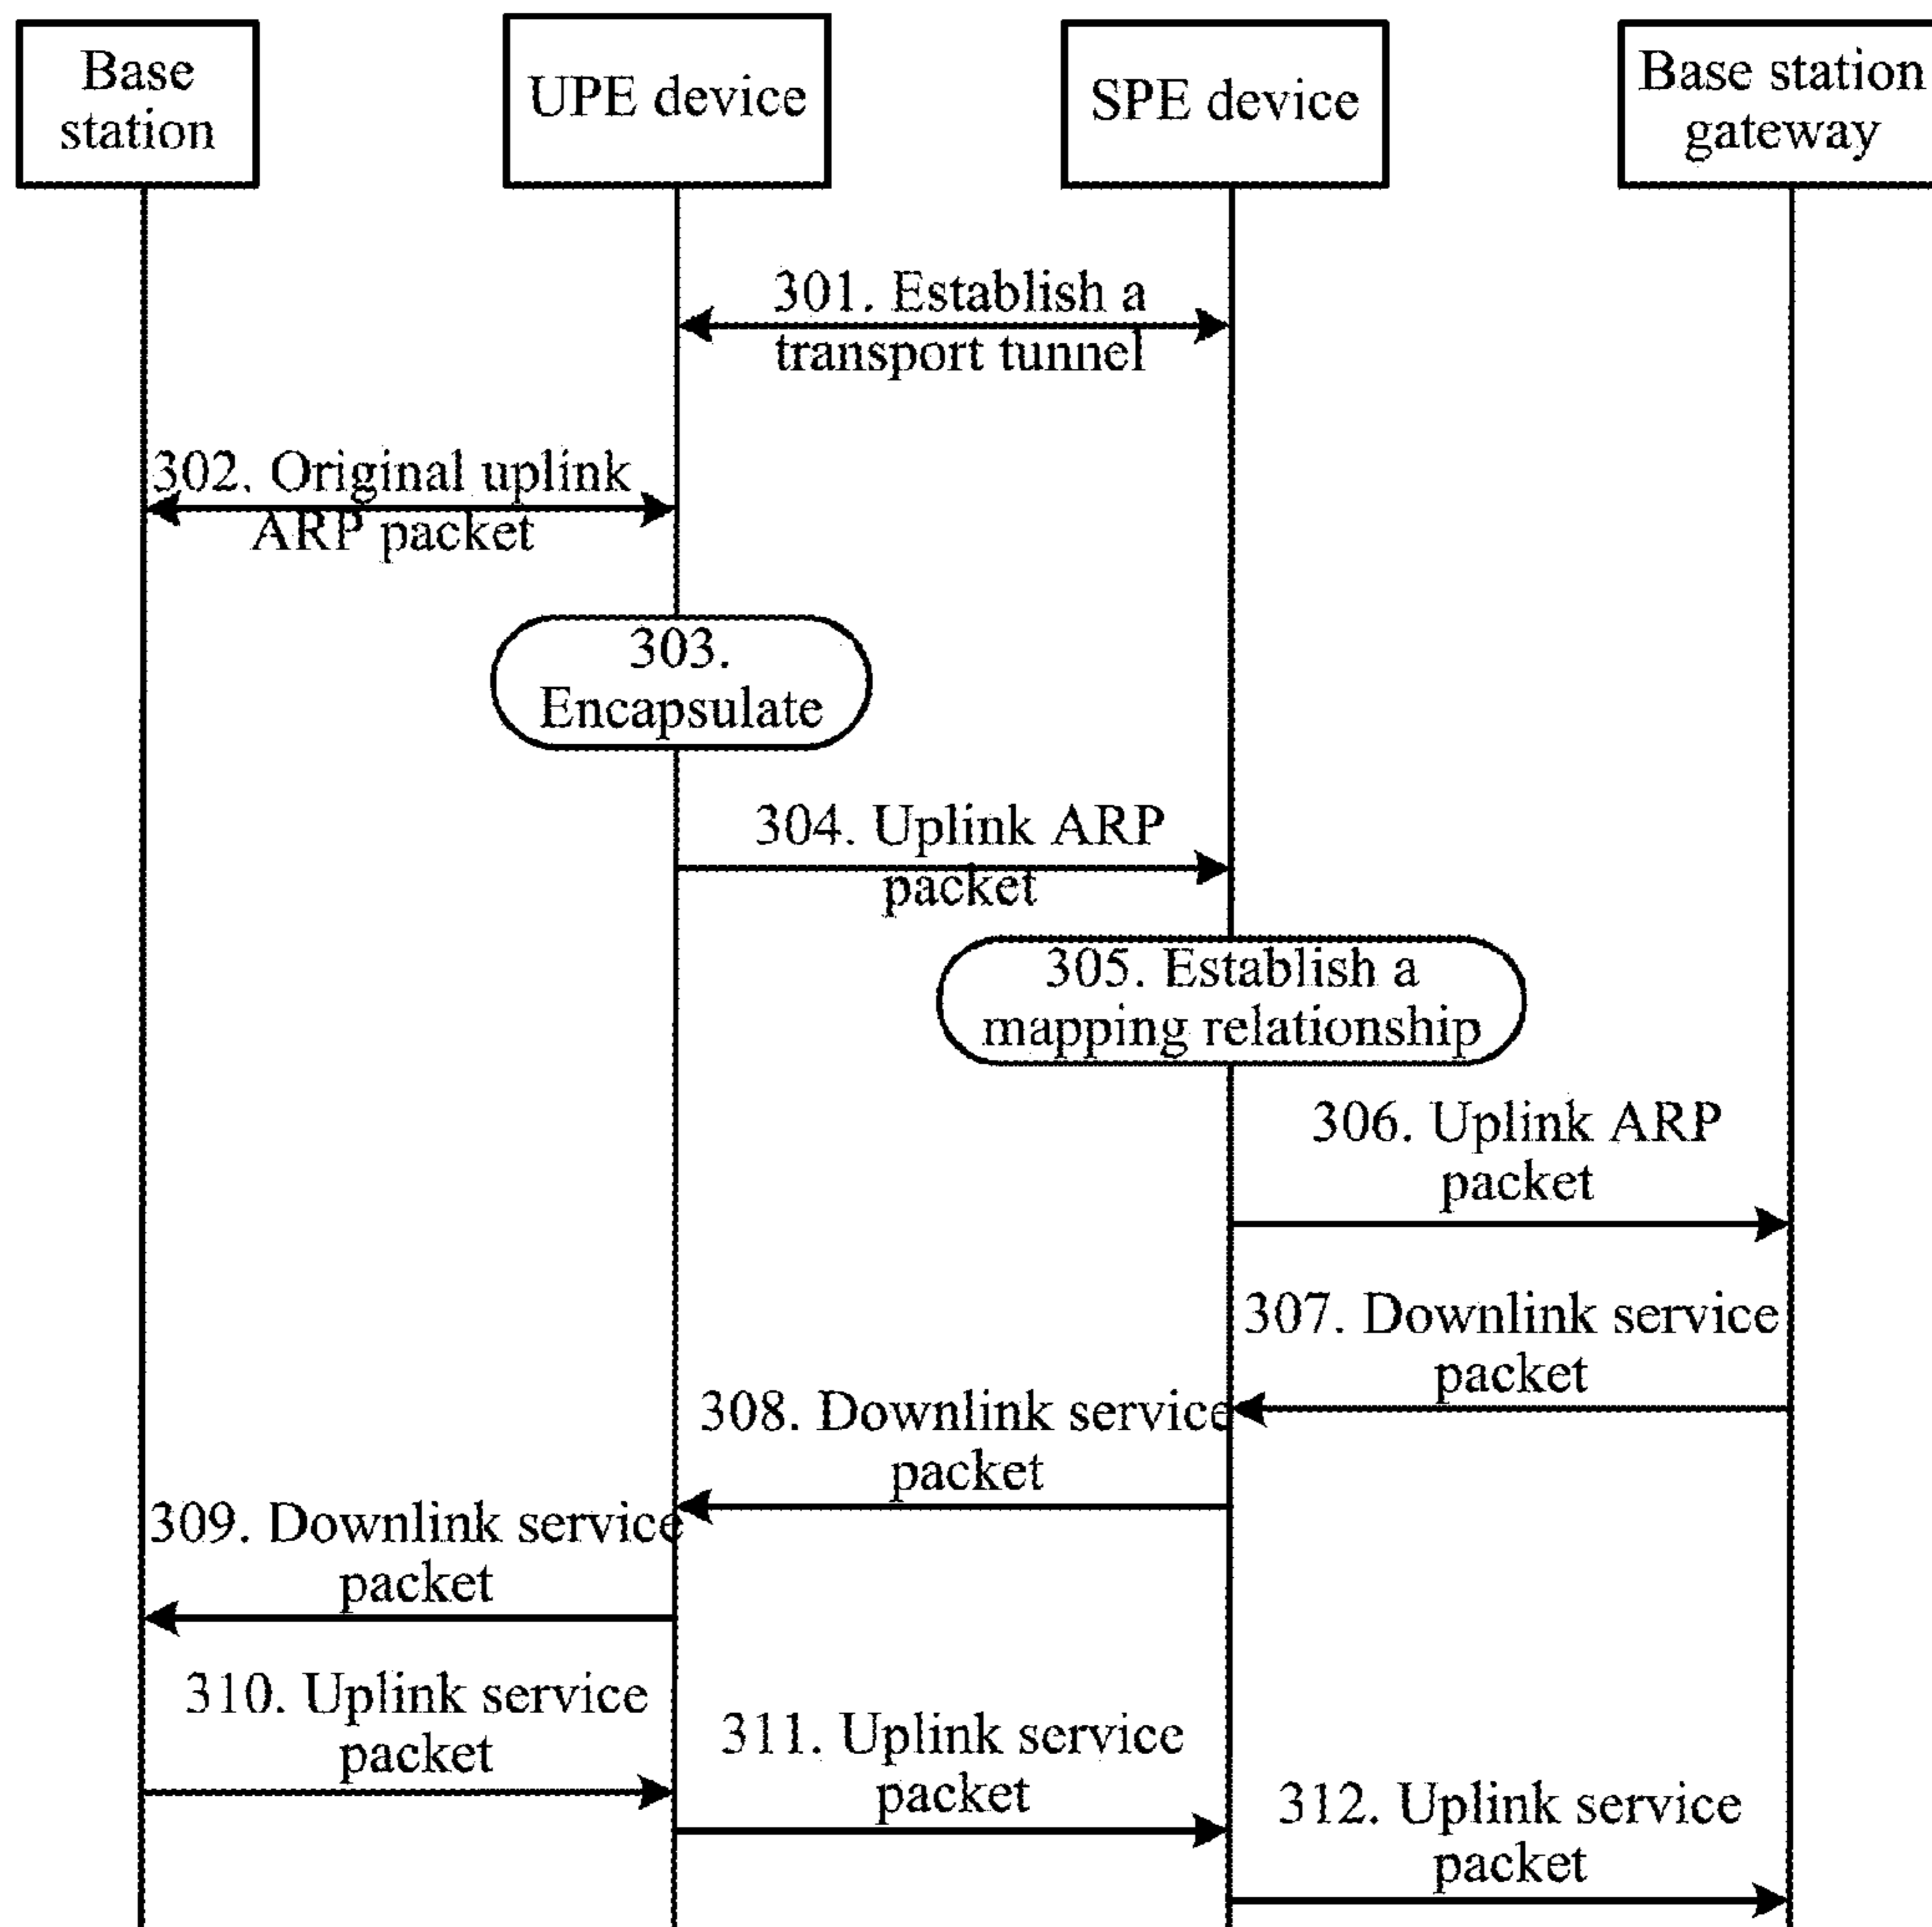 Base
station
UPE device
SPE device
Base station
gateway
301. Establish a
transport tunnel
302. Original uplink
ARP packet
303.
Encapsulate
304. Uplink ARP
packet
305. Establish a
mapping relationship
306. Uplink ARP
packet
307. Downlink service
packet
308. Downlink service
packet
309. Downlink service
packet
310. Uplink service
packet
311. Uplink service
packet
312. Uplink service
packet